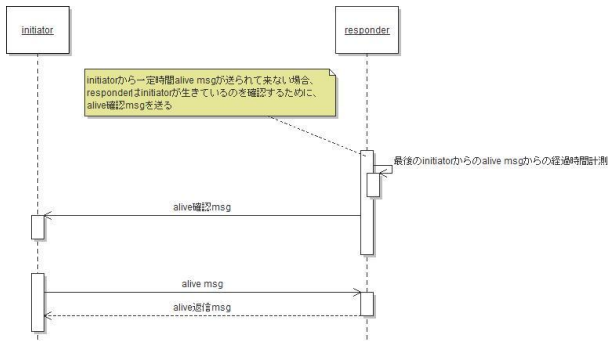 initiator
responder
initiatorから一定時間alive msgが送られて来ない場合、
responderはinitiatorが生きているのを確認するために、
alive確認msgを送る
最後のinitiatorからのalive msgからの経過時間計測
alive確認msg
alive msg
alive返信msg